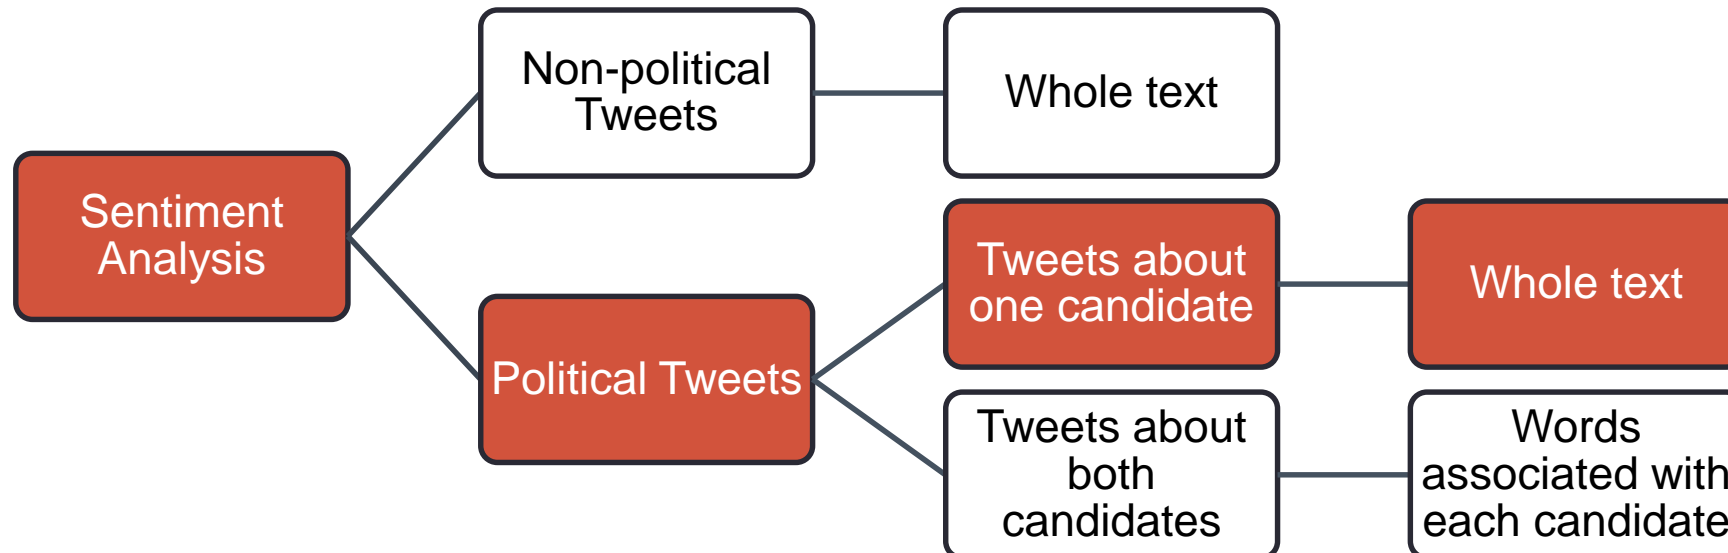 Non-political
Tweets
Whole text
Sentiment
Analysis
Tweets about
one candidate
Whole text
Political Tweets
Tweets about
both
candidates
Words
associated with
each candidate